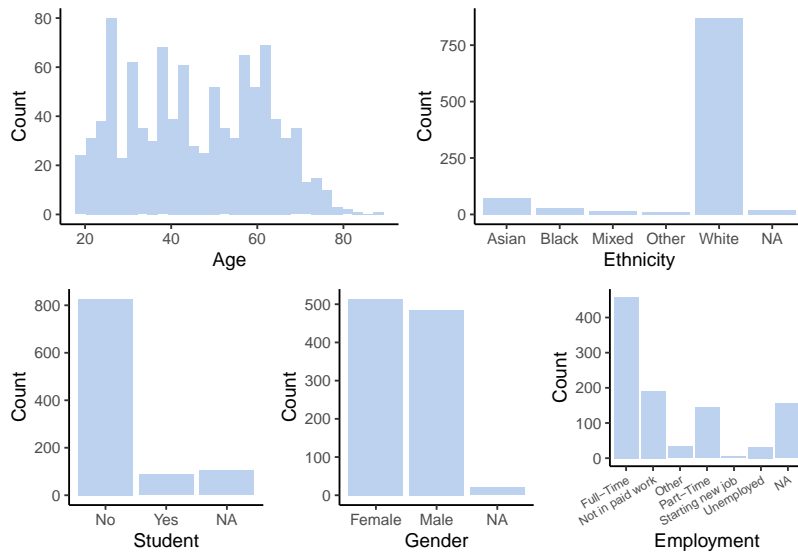 80
60
40
20
0
Count
20 40 60 80
Age
750
500
250
0
Count
Asian Black Mixed Other White NA
Ethnicity
800
600
400
200
0
Count
No Yes NA
Student
500
400
300
200
100
0
Count
Female Male NA
Gender
400
300
200
100
0
Count
Full−Time
Not in paid work
Other
Part−Time
Starting new job
Unemployed
NA
Employment